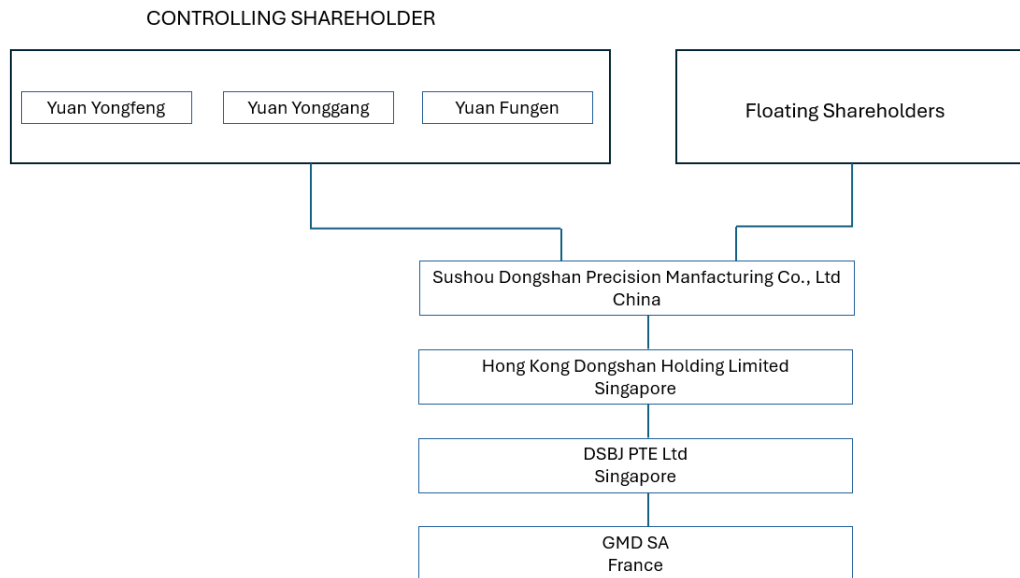 CONTROLLING SHAREHOLDER
Yuan Yongfeng
Yuan Yonggang
Yuan Fungen
Floating Shareholders
Sushou Dongshan Precision Manfacturing Co., Ltd
China
Hong Kong Dongshan Holding Limited
Singapore
DSBJ PTE Ltd
Singapore
GMD SA
France